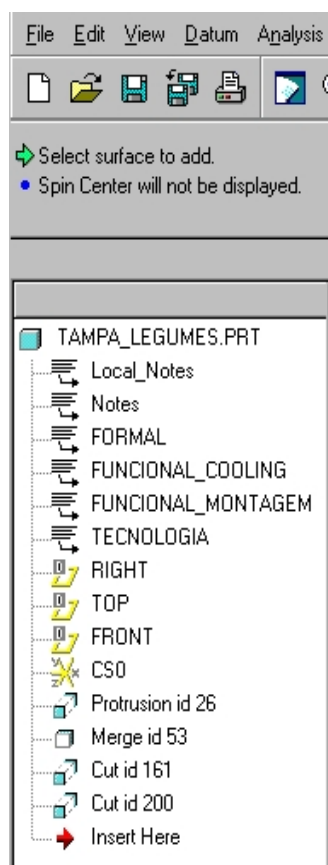 File Edit View Datum Analysis
Select surface to add.
Spin Center will not be displayed.
TAMPA_LEGUMES.PRT
Local_Notes
Notes
FORMAL
FUNCIONAL_COOLING
FUNCIONAL_MONTAGEM
TECNOLOGIA
RIGHT
TOP
FRONT
CS0
Protrusion id 26
Merge id 53
Cut id 161
Cut id 200
Insert Here